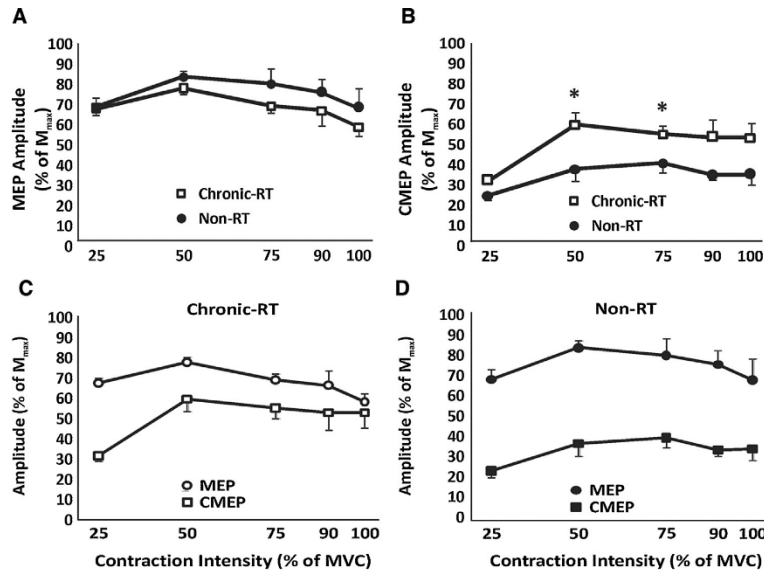 A
MEP Amplitude
(% of Mmax)
100
90
80
70
60
50
40
30
20
10
0
Chronic-RT
Non-RT
25 50 75 90 100
B
CMEP Amplitude
(% of Mmax)
100
90
80
70
60
50
40
30
20
10
0
* *
Chronic-RT
Non-RT
25 50 75 90 100
C
Chronic-RT
Amplitude (% of Mmax)
100
90
80
70
60
50
40
30
20
10
0
MEP
CMEP
25 50 75 90 100
Contraction Intensity (% of MVC)
D
Non-RT
Amplitude (% of Mmax)
100
90
80
70
60
50
40
30
20
10
0
MEP
CMEP
25 50 75 90 100
Contraction Intensity (% of MVC)